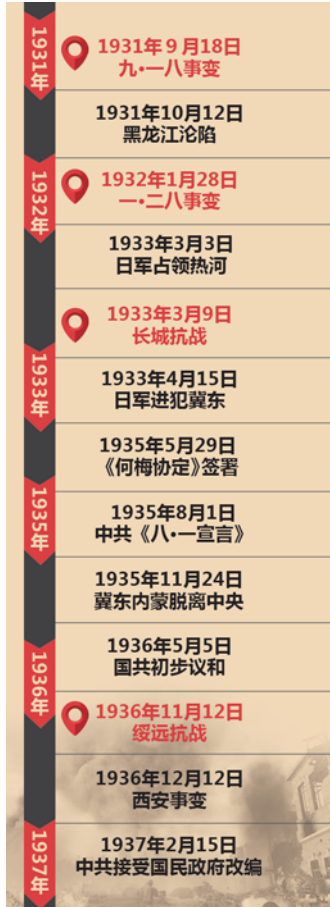 1931年
1931年9月18日
九·一八事变
1931年10月12日
黑龙江沦陷
1932年
1932年1月28日
一·二八事变
1933年3月3日
日军占领热河
1933年3月9日
长城抗战
1933年
1933年4月15日
日军进犯冀东
1935年5月29日
《何梅协定》签署
1935年
1935年8月1日
中共《八·一宣言》
1935年11月24日
冀东内蒙脱离中央
1936年
1936年5月5日
国共初步议和
1936年11月12日
绥远抗战
1936年12月12日
西安事变
1937年
1937年2月15日
中共接受国民政府改编